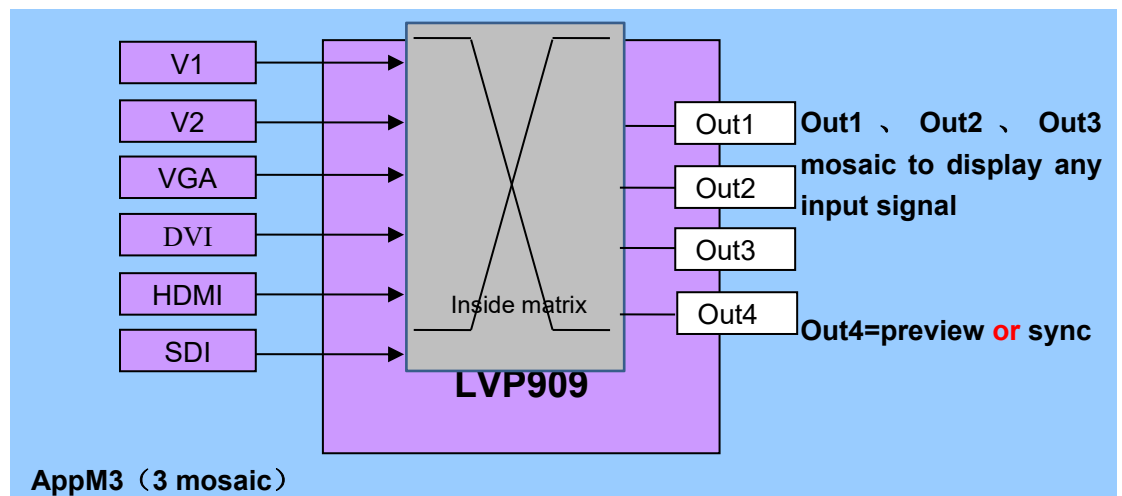 V1
V2
VGA
DVI
HDMI
SDI
Inside matrix
LVP909
Out1
Out2
Out3
Out4
Out1 、 Out2 、 Out3
mosaic to display any
input signal
Out4=preview or sync
AppM3（3 mosaic）